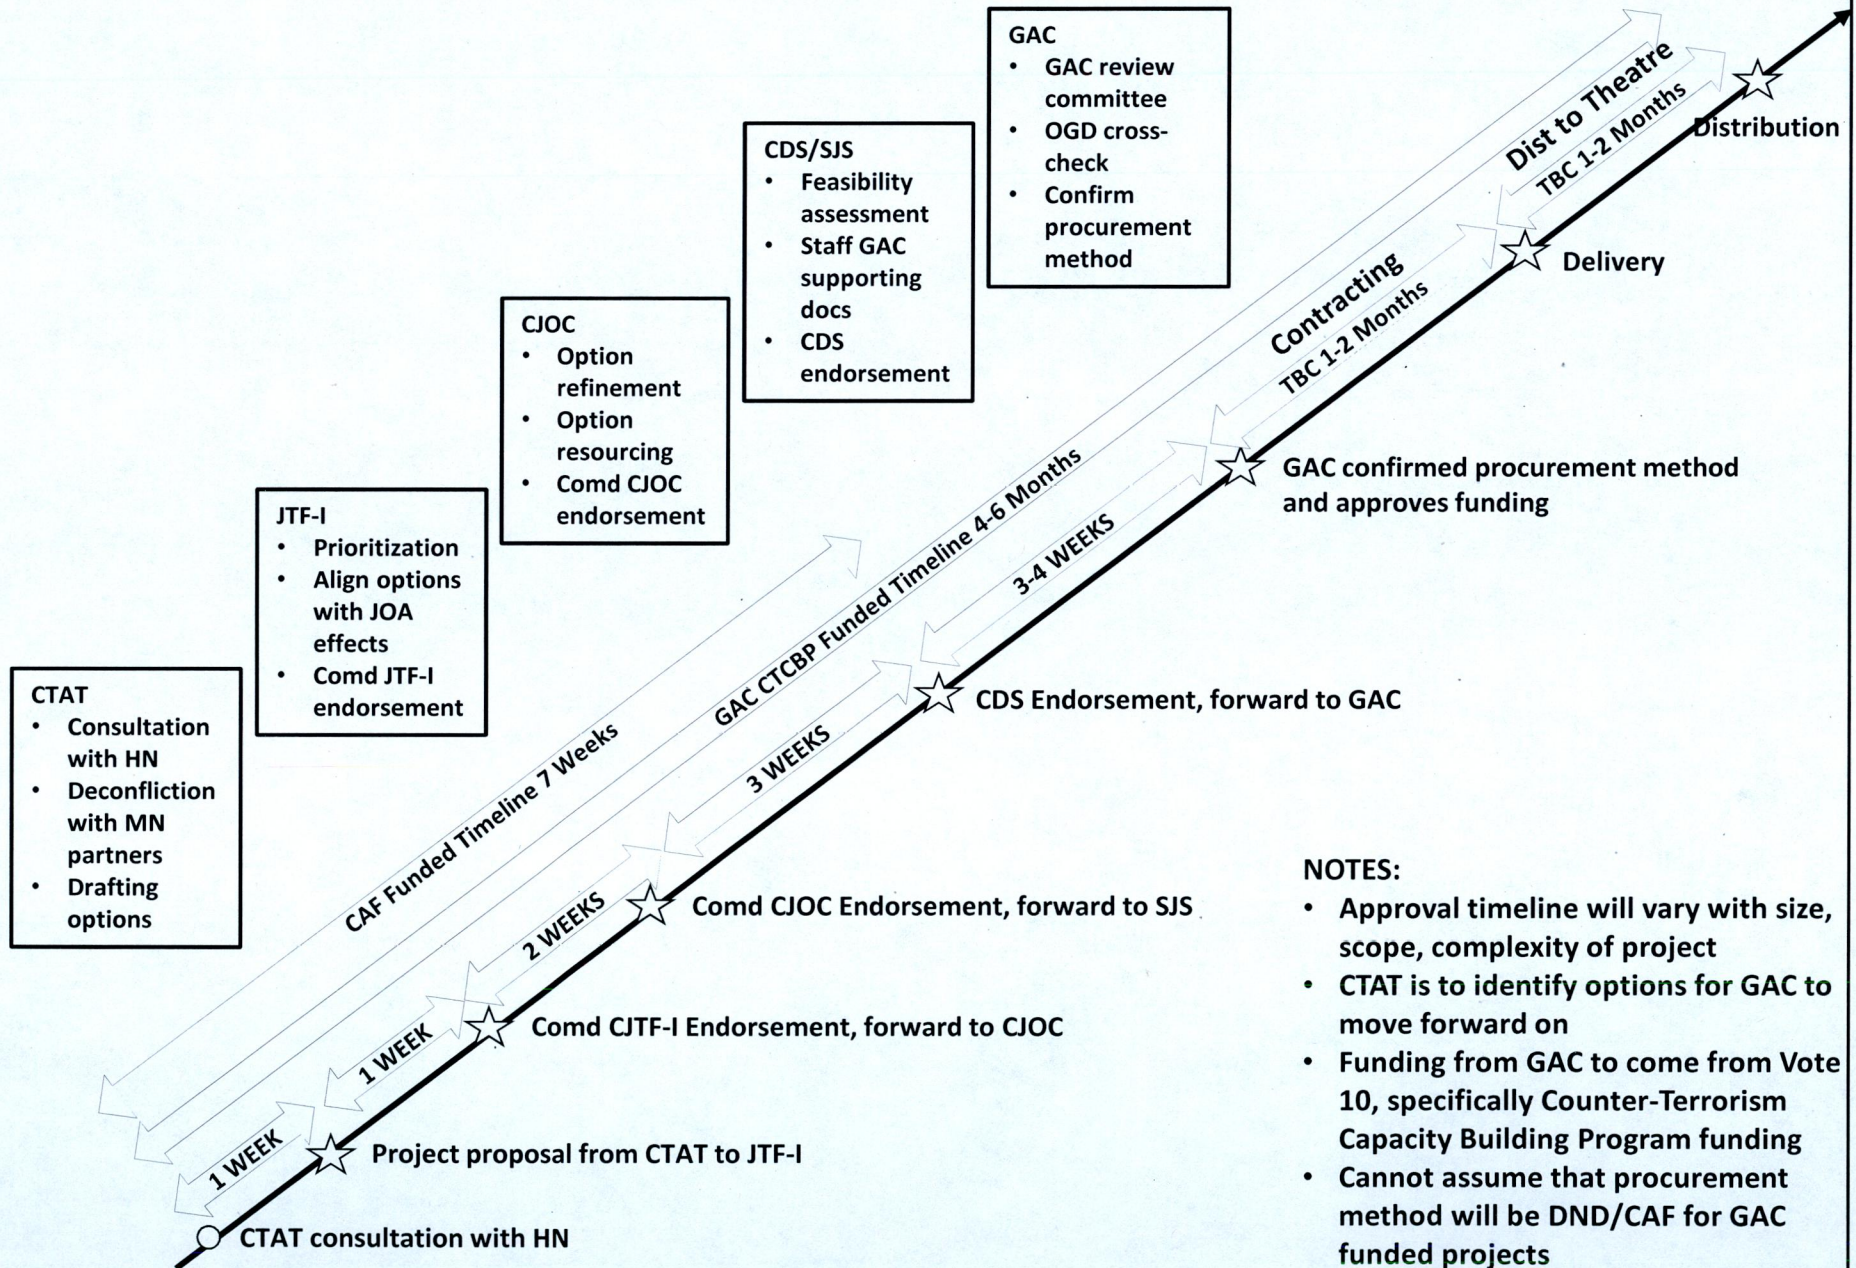 GAC
• GAC review
committee
• OGD cross-
check
• Confirm
procurement
method
CDS/SJS
• Feasibility
assessment
• Staff GAC
supporting
docs
• CDS
endorsement
CJOC
• Option
refinement
• Option
resourcing
• Comd CJOC
endorsement
JTF-I
• Prioritization
• Align options
with JOA
effects
• Comd JTF-I
endorsement
CTAT
• Consultation
with HN
• Deconfliction
with MN
partners
• Drafting
options
CAF Funded Timeline 7 Weeks
GAC CTCBP Funded Timeline 4-6 Months
1 WEEK
1 WEEK
2 WEEKS
3 WEEKS
3-4 WEEKS
Contracting
TBC 1-2 Months
Dist to Theatre
TBC 1-2 Months
Distribution
Delivery
GAC confirmed procurement method
and approves funding
CDS Endorsement, forward to GAC
Comd CJOC Endorsement, forward to SJS
Comd CJTF-I Endorsement, forward to CJOC
Project proposal from CTAT to JTF-I
CTAT consultation with HN
NOTES:
• Approval timeline will vary with size,
scope, complexity of project
• CTAT is to identify options for GAC to
move forward on
• Funding from GAC to come from Vote
10, specifically Counter-Terrorism
Capacity Building Program funding
• Cannot assume that procurement
method will be DND/CAF for GAC
funded projects